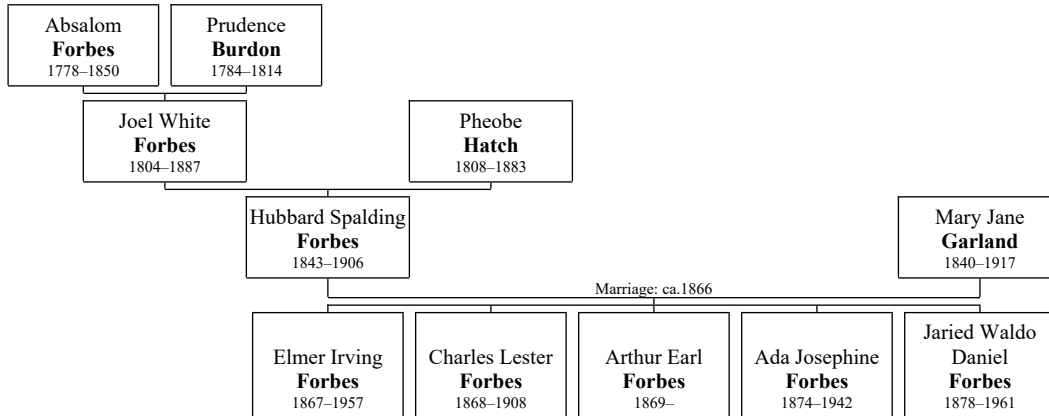 Absalom
Forbes
1778–1850
Prudence
Burdon
1784–1814
Joel White
Forbes
1804–1887
Pheobe
Hatch
1808–1883
Hubbard Spalding
Forbes
1843–1906
Mary Jane
Garland
1840–1917
Marriage: ca.1866
Elmer Irving
Forbes
1867–1957
Charles Lester
Forbes
1868–1908
Arthur Earl
Forbes
1869–
Ada Josephine
Forbes
1874–1942
Jaried Waldo
Daniel
Forbes
1878–1961